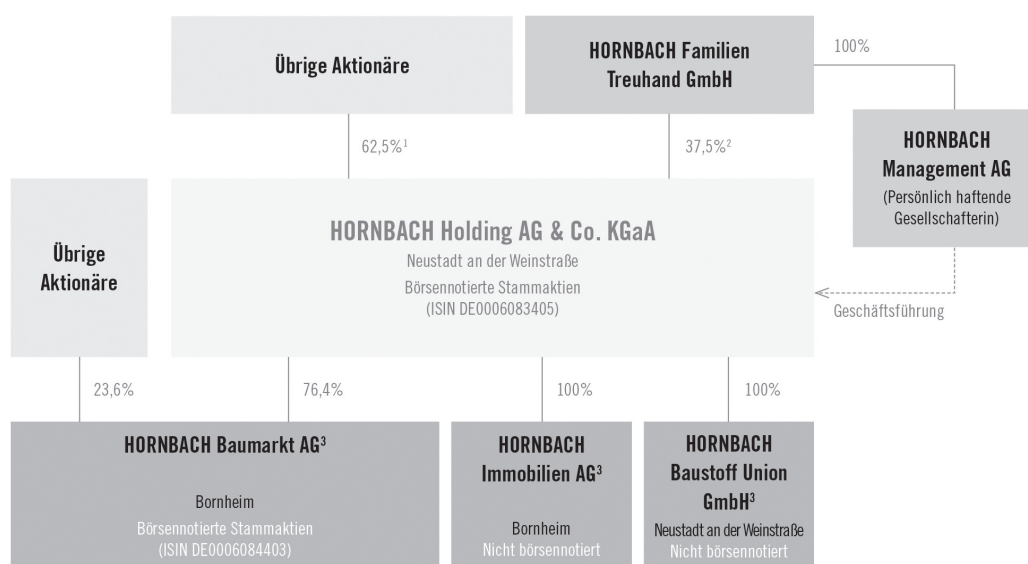 Übrige Aktionäre
HORNBACH Familien
Treuhand GmbH
100%
62,5%¹
37,5%²
HORNBACH
Management AG
(Persönlich haftende
Gesellschafterin)
Übrige
Aktionäre
HORNBACH Holding AG & Co. KGaA
Neustadt an der Weinstraße
Börsennotierte Stammaktien
(ISIN DE0006083405)
Geschäftsführung
23,6%
76,4%
100%
100%
HORNBACH Baumarkt AG³
Bornheim
Börsennotierte Stammaktien
(ISIN DE0006084403)
HORNBACH
Immobilien AG³
Bornheim
Nicht börsennotiert
HORNBACH
Baustoff Union
GmbH³
Neustadt an der Weinstraße
Nicht börsennotiert